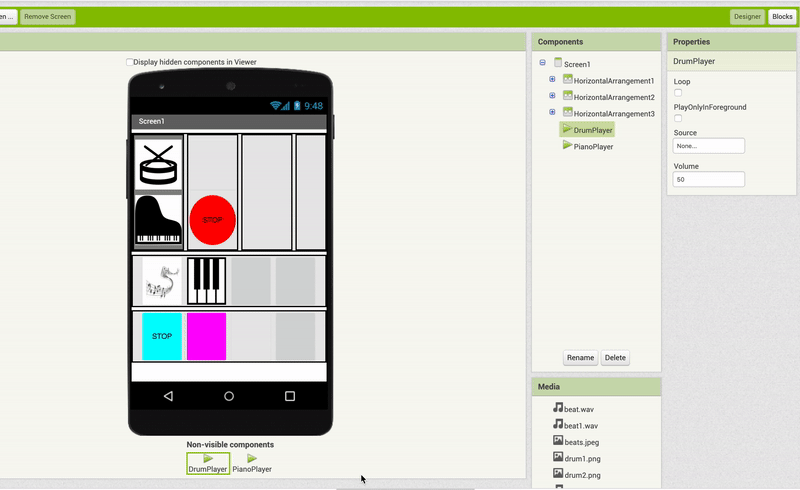 en ...
Remove Screen
Designer
Blocks
Components
Properties
Display hidden components in Viewer
Screen1
DrumPlayer
HorizontalArrangement1
Loop
HorizontalArrangement2
9:48
PlayOnlyInForeground
HorizontalArrangement3
Screen1
DrumPlayer
Source
PianoPlayer
None...
Volume
50
STOP
STOP
Rename
Delete
Media
beat.wav
beat1.wav
Non-visible components
beats.jpeg
drum1.png
DrumPlayer
PianoPlayer
drum2.png